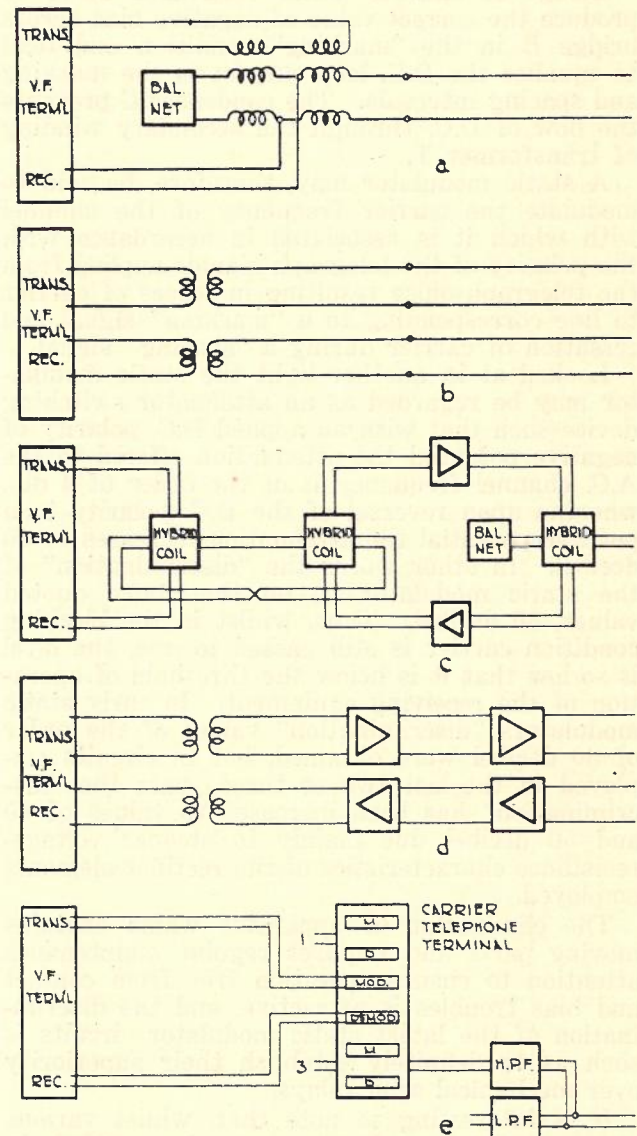 TRANS.
V.F.
TERM'L
REC.
BAL.
NET
a
TRANS.
V.F.
TERM'L
REC.
b
TRANS.
V.F.
TERM'L
REC.
HYBRID
COIL
HYBRID
COIL
BAL.
NET
HYBRID
COIL
c
TRANS.
V.F.
TERM'L
REC.
d
TRANS.
V.F.
TERM'L
REC.
1
3
M
D
MOD.
DEMOD.
M
D
CARRIER
TELEPHONE
TERMINAL
H.P.F.
L.P.F.
e